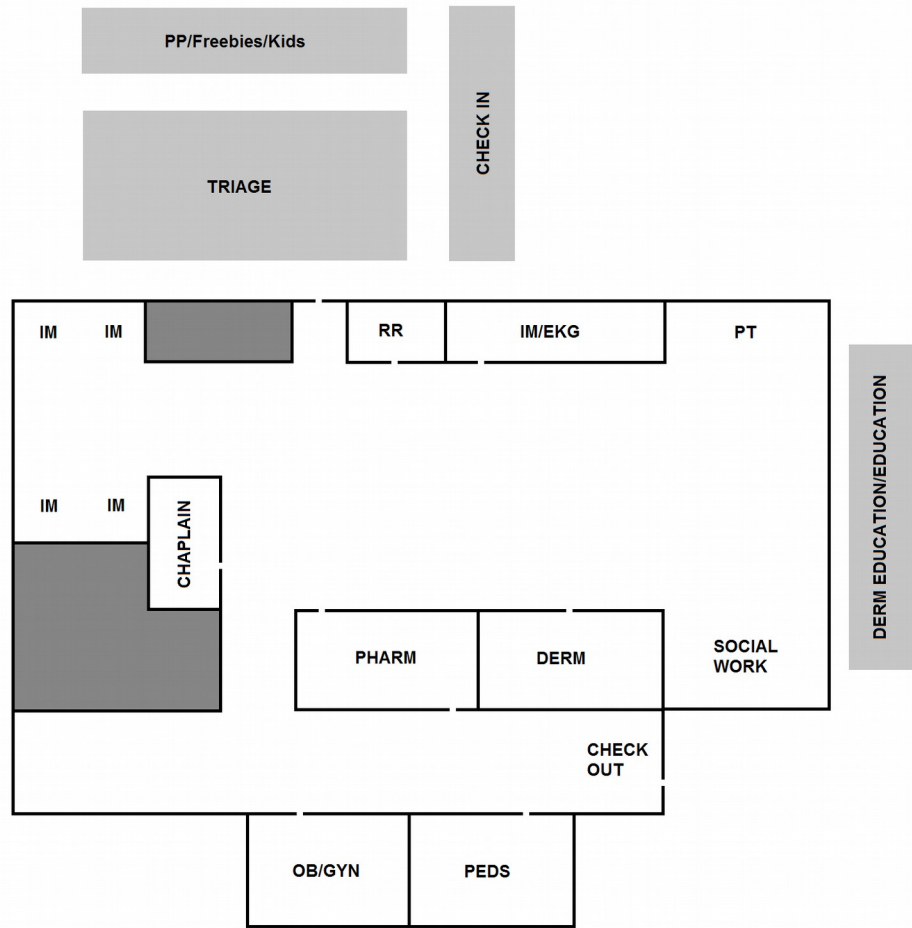 PP/Freebies/Kids
CHECK IN
TRIAGE
IM
IM
RR
IM/EKG
PT
DERM EDUCATION/EDUCATION
IM
IM
CHAPLAIN
PHARM
DERM
SOCIAL
WORK
CHECK
OUT
OB/GYN
PEDS